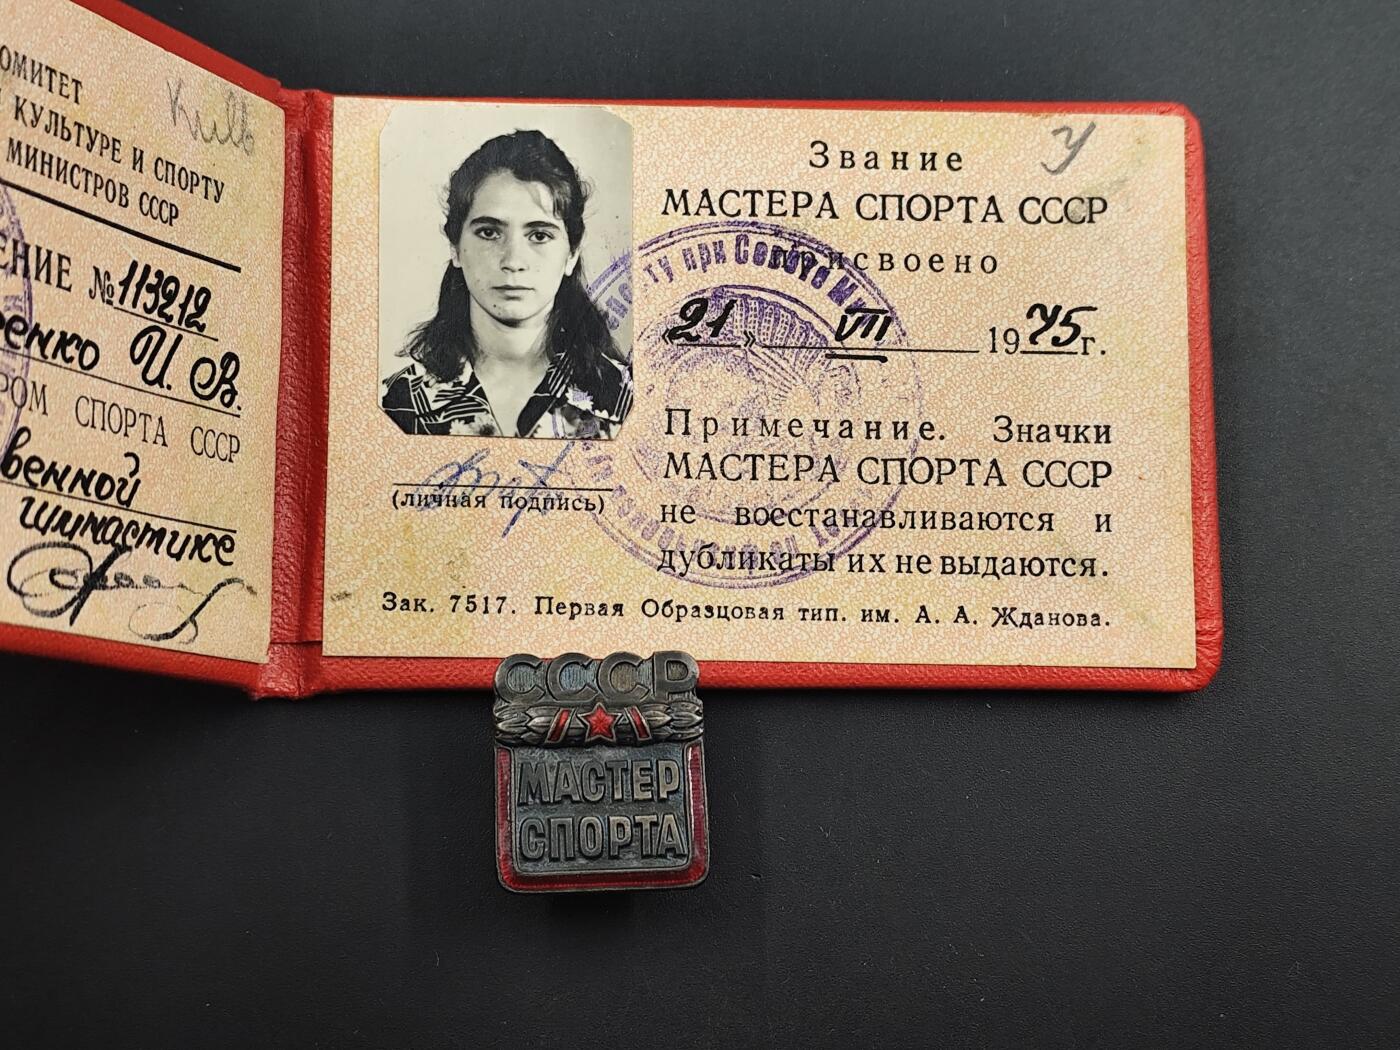 ОМИТЕТ
КУЛЬТУРЕ И СПОРТУ
МИНИСТРОВ СССР
ЕНИЕ №113212
енко И. В.
РОМ СПОРТА СССР
венной
гимнастике
Звание
МАСТЕРА СПОРТА СССР
присвоено
«21» VII 1975г.
Примечание. Значки
МАСТЕРА СПОРТА СССР
не восстанавливаются и
дубликаты их не выдаются.
(личная подпись)
Зак. 7517. Первая Образцовая тип. им. А. А. Жданова.
СССР
МАСТЕР
СПОРТА